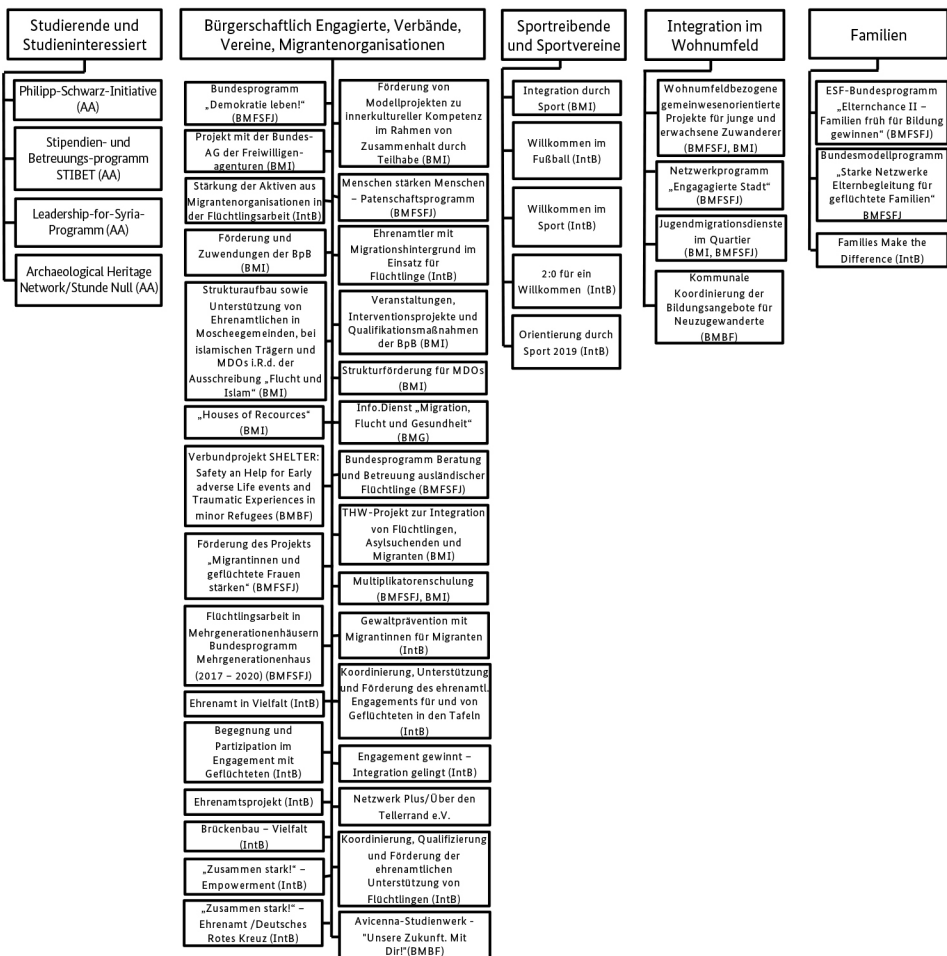 Studierende und
Studieninteressiert
Philipp-Schwarz-Initiative
(AA)
Stipendien- und
Betreuungs-programm
STIBET (AA)
Leadership-for-Syria-
Programm (AA)
Archaeological Heritage
Network/Stunde Null (AA)
Bürgerschaftlich Engagierte, Verbände,
Vereine, Migrantenorganisationen
Bundesprogramm
„Demokratie leben!“
(BMFSFJ)
Projekt mit der Bundes-
AG der Freiwilligen-
agenturen (BMI)
Stärkung der Aktiven aus
Migrantenorganisationen in
der Flüchtlingsarbeit (IntB)
Förderung und
Zuwendungen der BpB
(BMI)
Strukturaufbau sowie
Unterstützung von
Ehrenamtlichen in
Moscheegemeinden, bei
islamischen Trägern und
MDOs i.R.d. der
Ausschreibung „Flucht und
Islam“ (BMI)
„Houses of Recources“
(BMI)
Verbundprojekt SHELTER:
Safety an Help for Early
adverse Life events and
Traumatic Experiences in
minor Refugees (BMBF)
Förderung des Projekts
„Migrantinnen und
geflüchtete Frauen
stärken“ (BMFSFJ)
Flüchtlingsarbeit in
Mehrgenerationenhäusern
Bundesprogramm
Mehrgenerationenhaus
(2017 – 2020) (BMFSFJ)
Ehrenamt in Vielfalt (IntB)
Begegnung und
Partizipation im
Engagement mit
Geflüchteten (IntB)
Ehrenamtsprojekt (IntB)
Brückenbau – Vielfalt
(IntB)
„Zusammen stark!“ –
Empowerment (IntB)
„Zusammen stark!“ –
Ehrenamt /Deutsches
Rotes Kreuz (IntB)
Förderung von
Modellprojekten zu
innerkultureller Kompetenz
im Rahmen von
Zusammenhalt durch
Teilhabe (BMI)
Menschen stärken Menschen
– Patenschaftsprogramm
(BMFSFJ)
Ehrenamtler mit
Migrationshintergrund im
Einsatz für
Flüchtlinge (IntB)
Veranstaltungen,
Interventionsprojekte und
Qualifikationsmaßnahmen
der BpB (BMI)
Strukturförderung für MDOs
(BMI)
Info.Dienst „Migration,
Flucht und Gesundheit“
(BMG)
Bundesprogramm Beratung
und Betreuung ausländischer
Flüchtlinge (BMFSFJ)
THW-Projekt zur Integration
von Flüchtlingen,
Asylsuchenden und
Migranten (BMI)
Multiplikatorenschulung
(BMFSFJ, BMI)
Gewaltprävention mit
Migrantinnen für Migranten
(IntB)
Koordinierung, Unterstützung
und Förderung des ehrenamtl.
Engagements für und von
Geflüchteten in den Tafeln
(IntB)
Engagement gewinnt –
Integration gelingt (IntB)
Netzwerk Plus/Über den
Tellerrand e.V.
Koordinierung, Qualifizierung
und Förderung der
ehrenamtlichen
Unterstützung von
Flüchtlingen (IntB)
Avicenna-Studienwerk -
"Unsere Zukunft. Mit
Dir!"(BMBF)
Sportreibende
und Sportvereine
Integration durch
Sport (BMI)
Willkommen im
Fußball (IntB)
Willkommen im
Sport (IntB)
2:0 für ein
Willkommen (IntB)
Orientierung durch
Sport 2019 (IntB)
Integration im
Wohnumfeld
Wohnumfeldbezogene
gemeinwesenorientierte
Projekte für junge und
erwachsene Zuwanderer
(BMFSFJ, BMI)
Netzwerkprogramm
„Engagagierte Stadt“
(BMFSFJ)
Jugendmigrationsdienste
im Quartier
(BMI, BMFSFJ)
Kommunale
Koordinierung der
Bildungsangebote für
Neuzugewanderte
(BMBF)
Familien
ESF-Bundesprogramm
„Elternchance II –
Familien früh für Bildung
gewinnen“ (BMFSFJ)
Bundesmodellprogramm
„Starke Netzwerke
Elternbegleitung für
geflüchtete Familien“
BMFSFJ)
Families Make the
Difference (IntB)